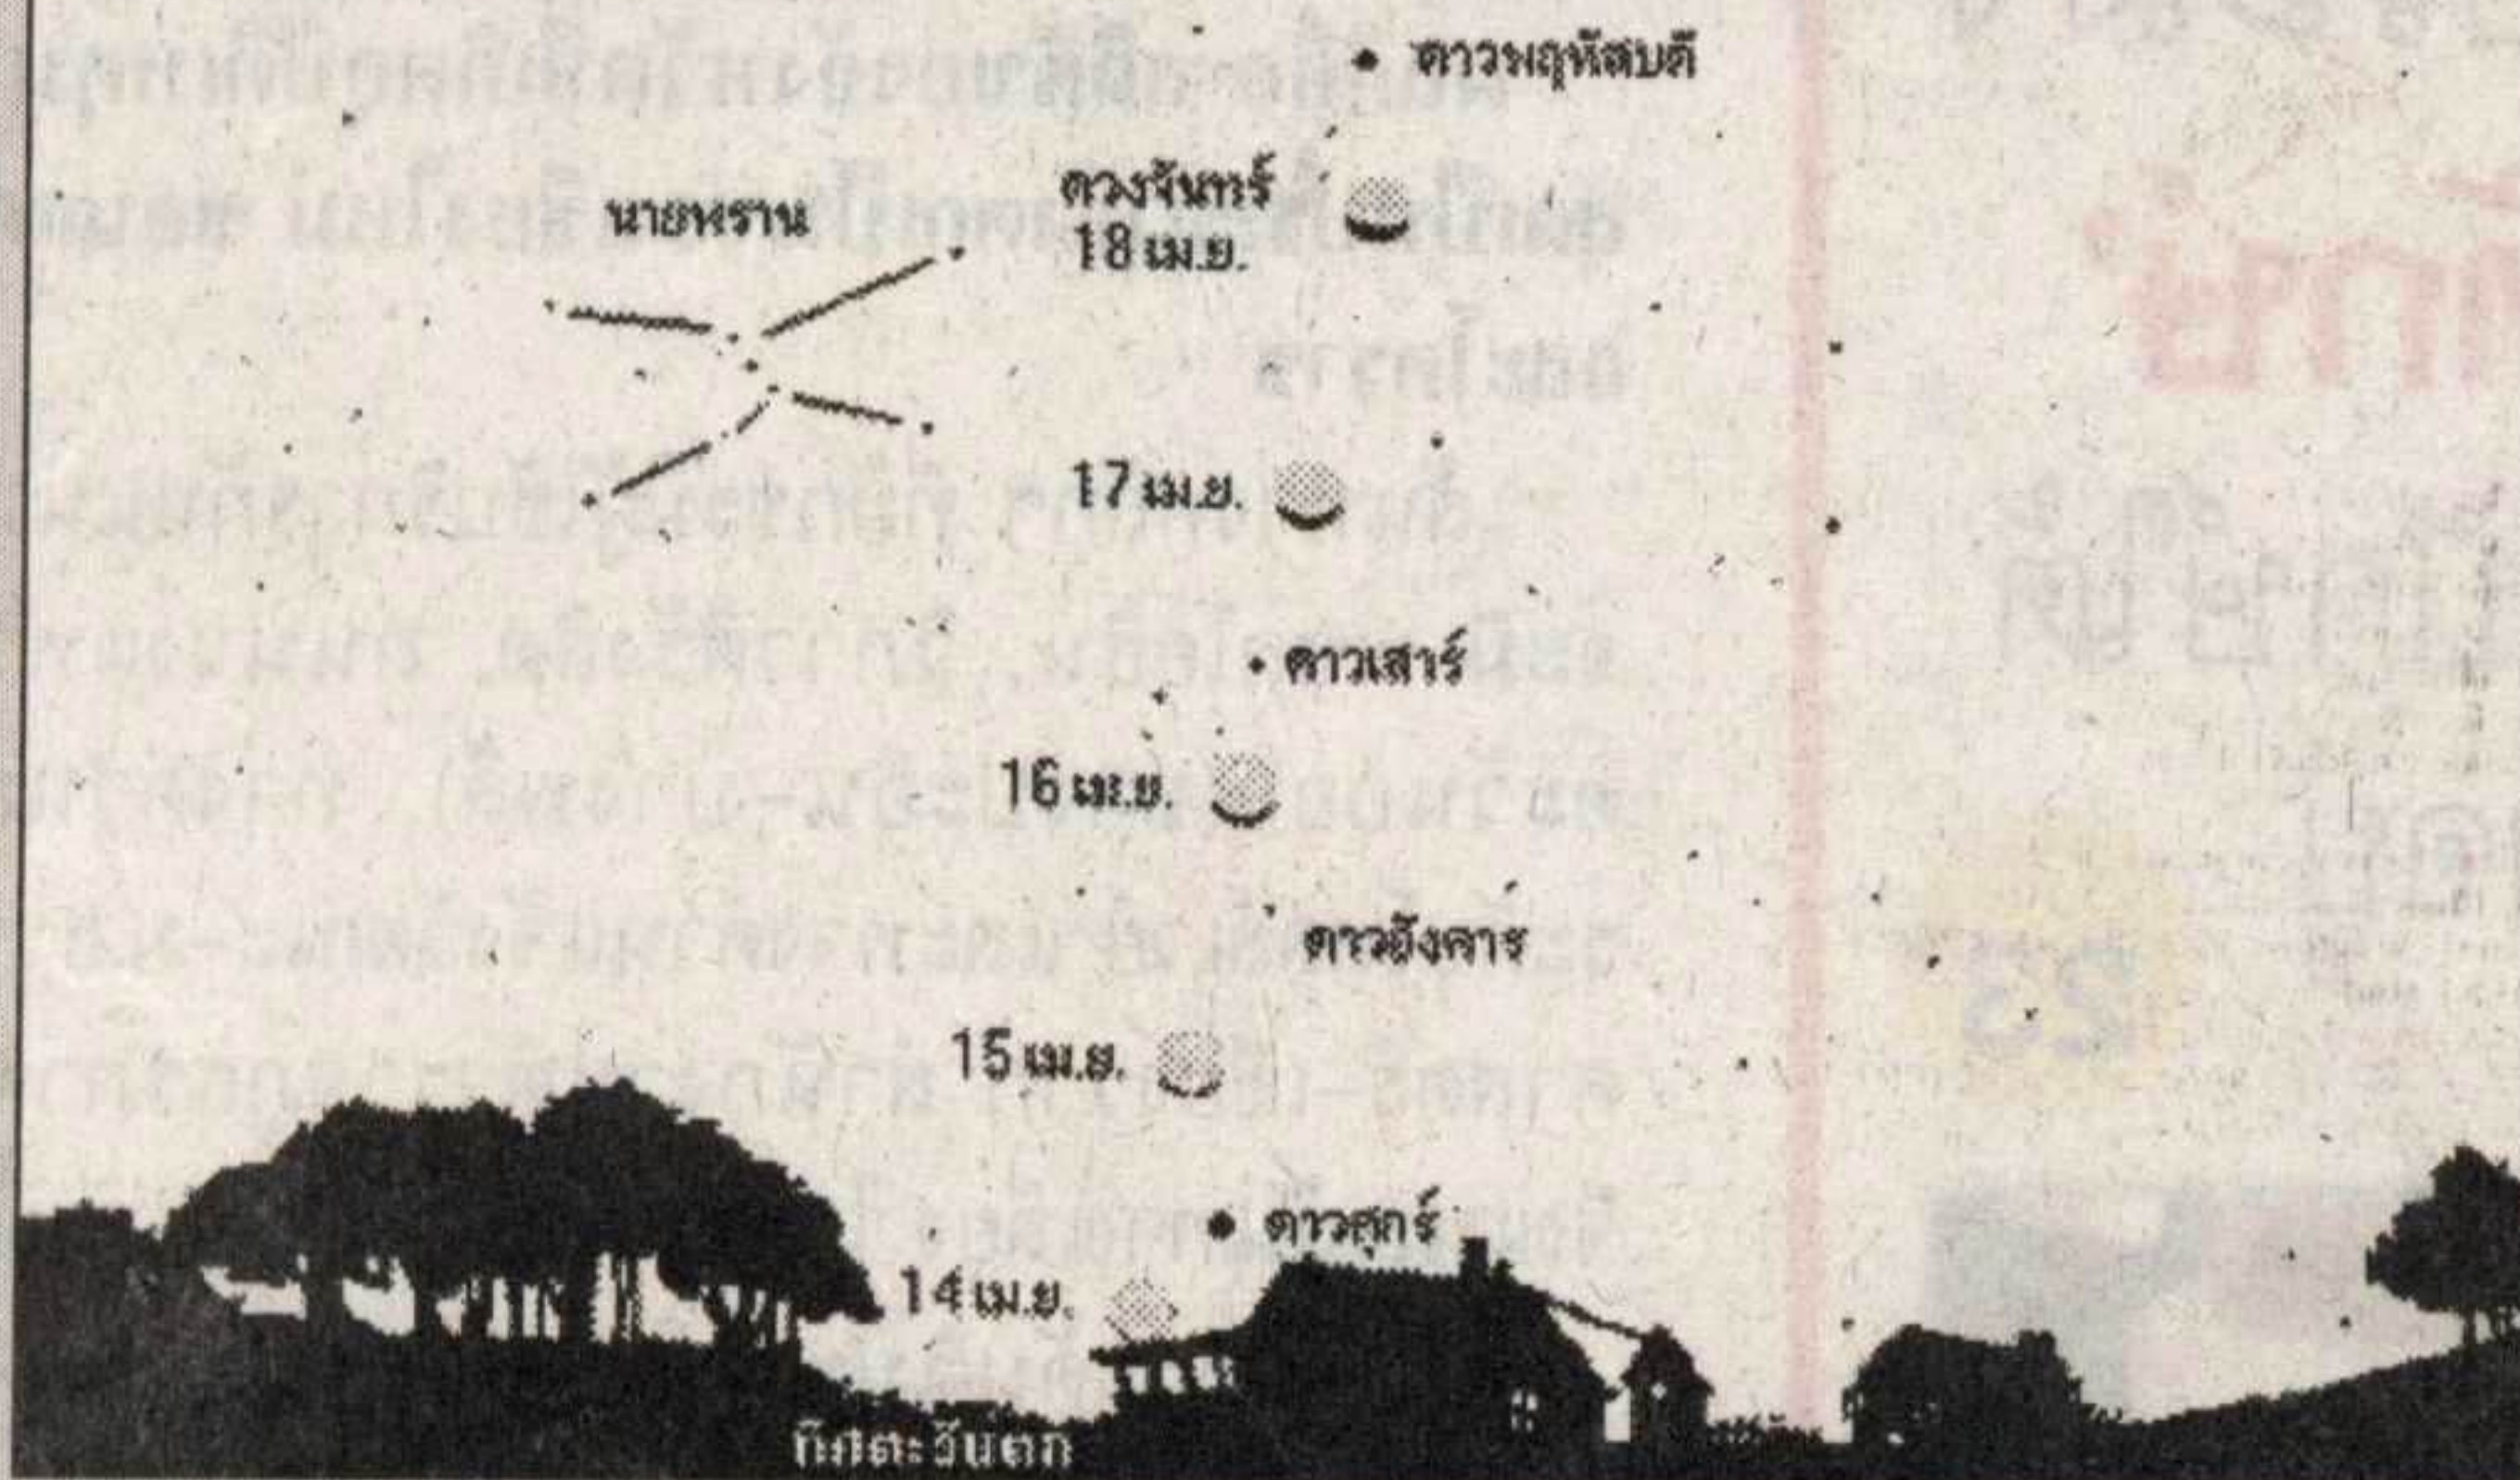 ดาวพฤหัสบดี
นายพราน
ดวงจันทร์
18 เม.ย.
17 เม.ย.
ดาวเสาร์
16 เม.ย.
ดาวอังคาร
15 เม.ย.
ดาวศุกร์
14 เม.ย.
ทิศตะวันตก